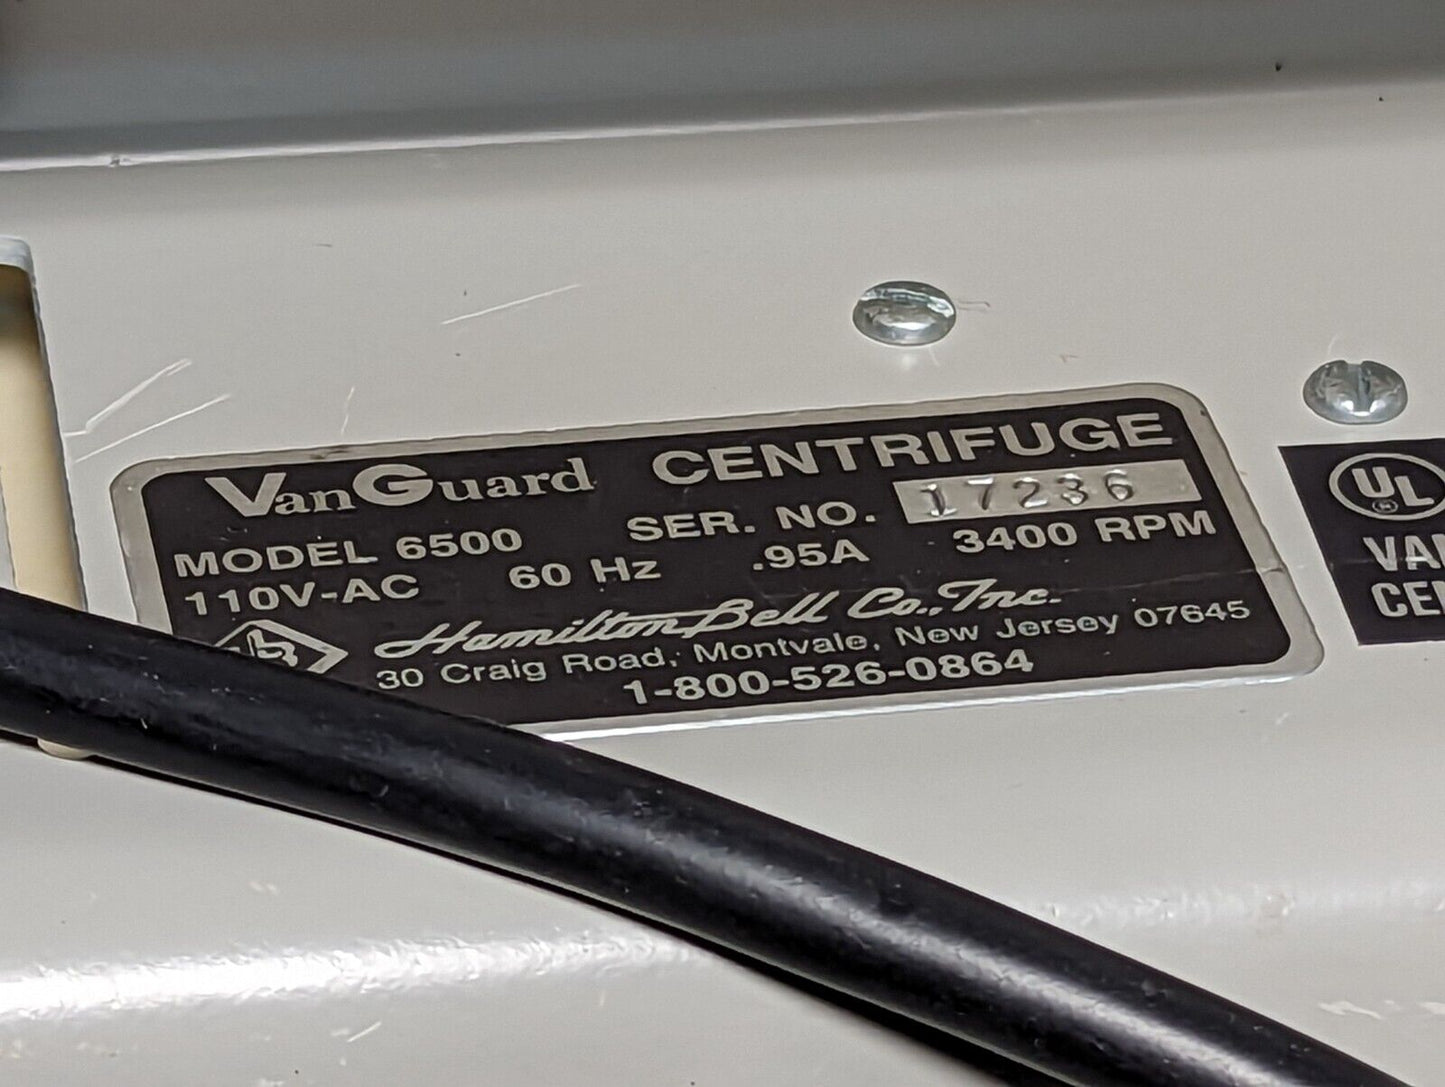 VanGuard CENTRIFUGE
MODEL 6500 SER. NO. 17236
110V-AC 60 Hz .95A 3400 RPM
Hamilton Bell Co., Inc.
30 Craig Road, Montvale, New Jersey 07645
1-800-526-0864
UL